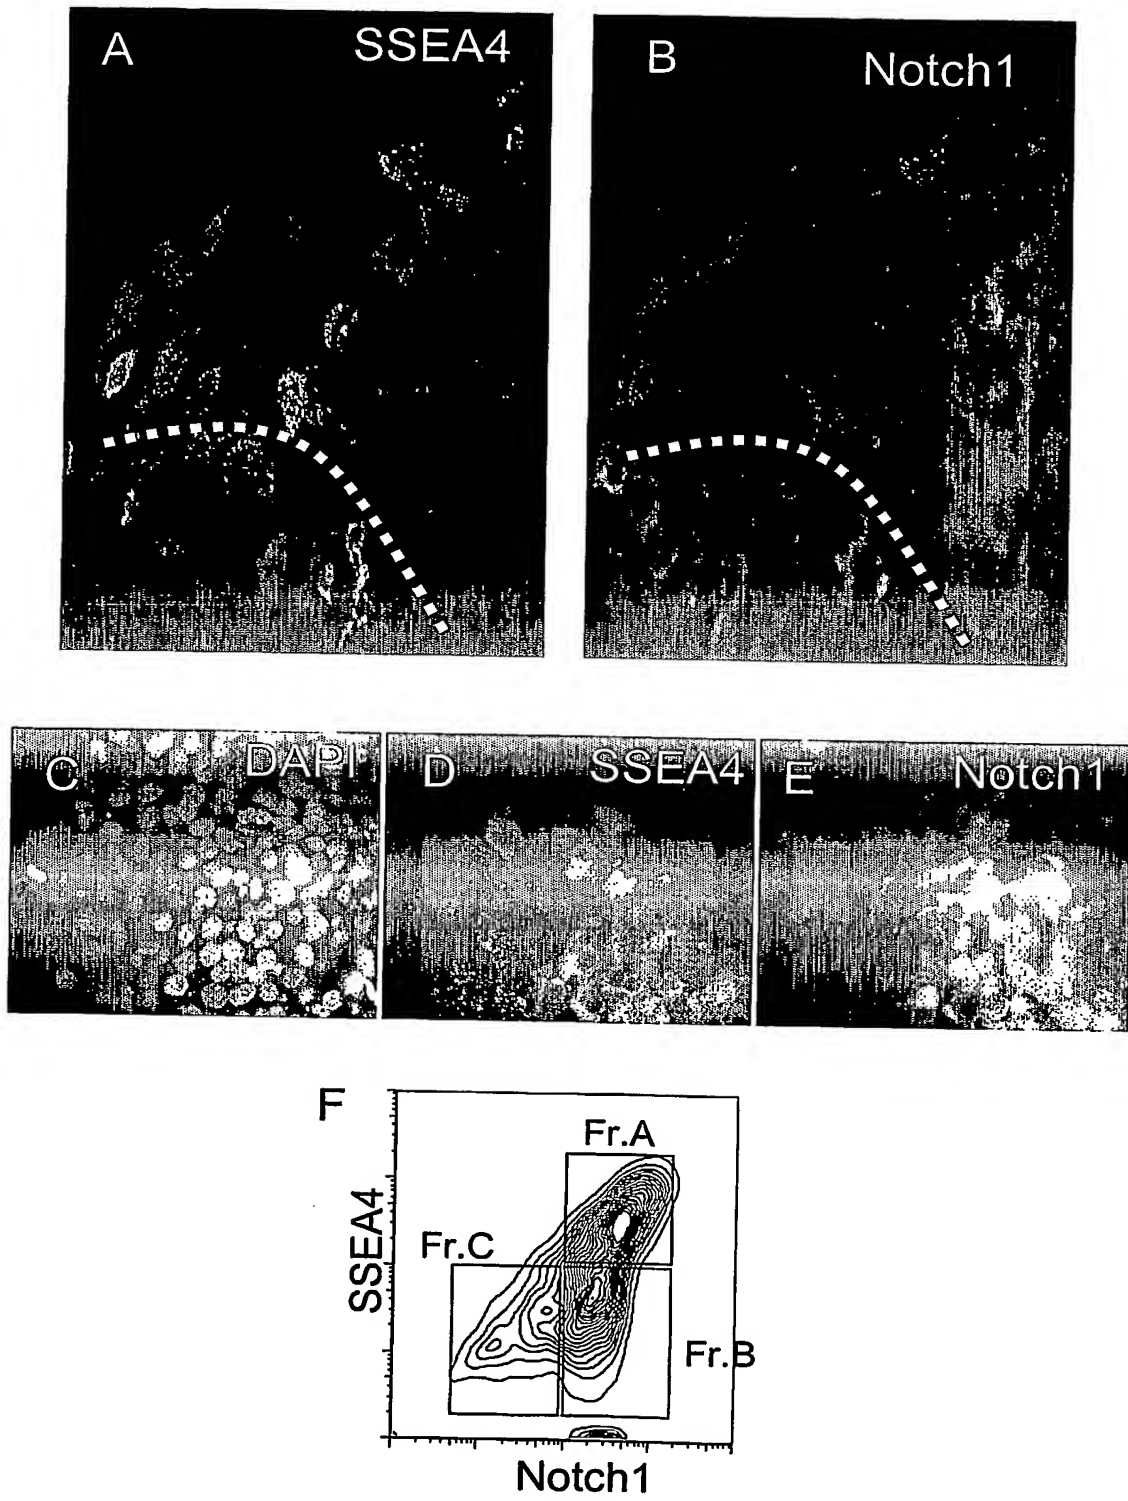 A SSEA4
B Notch1
C DAPI
D SSEA4
E Notch1
F
Fr.A
Fr.C
Fr.B
SSEA4
Notch1